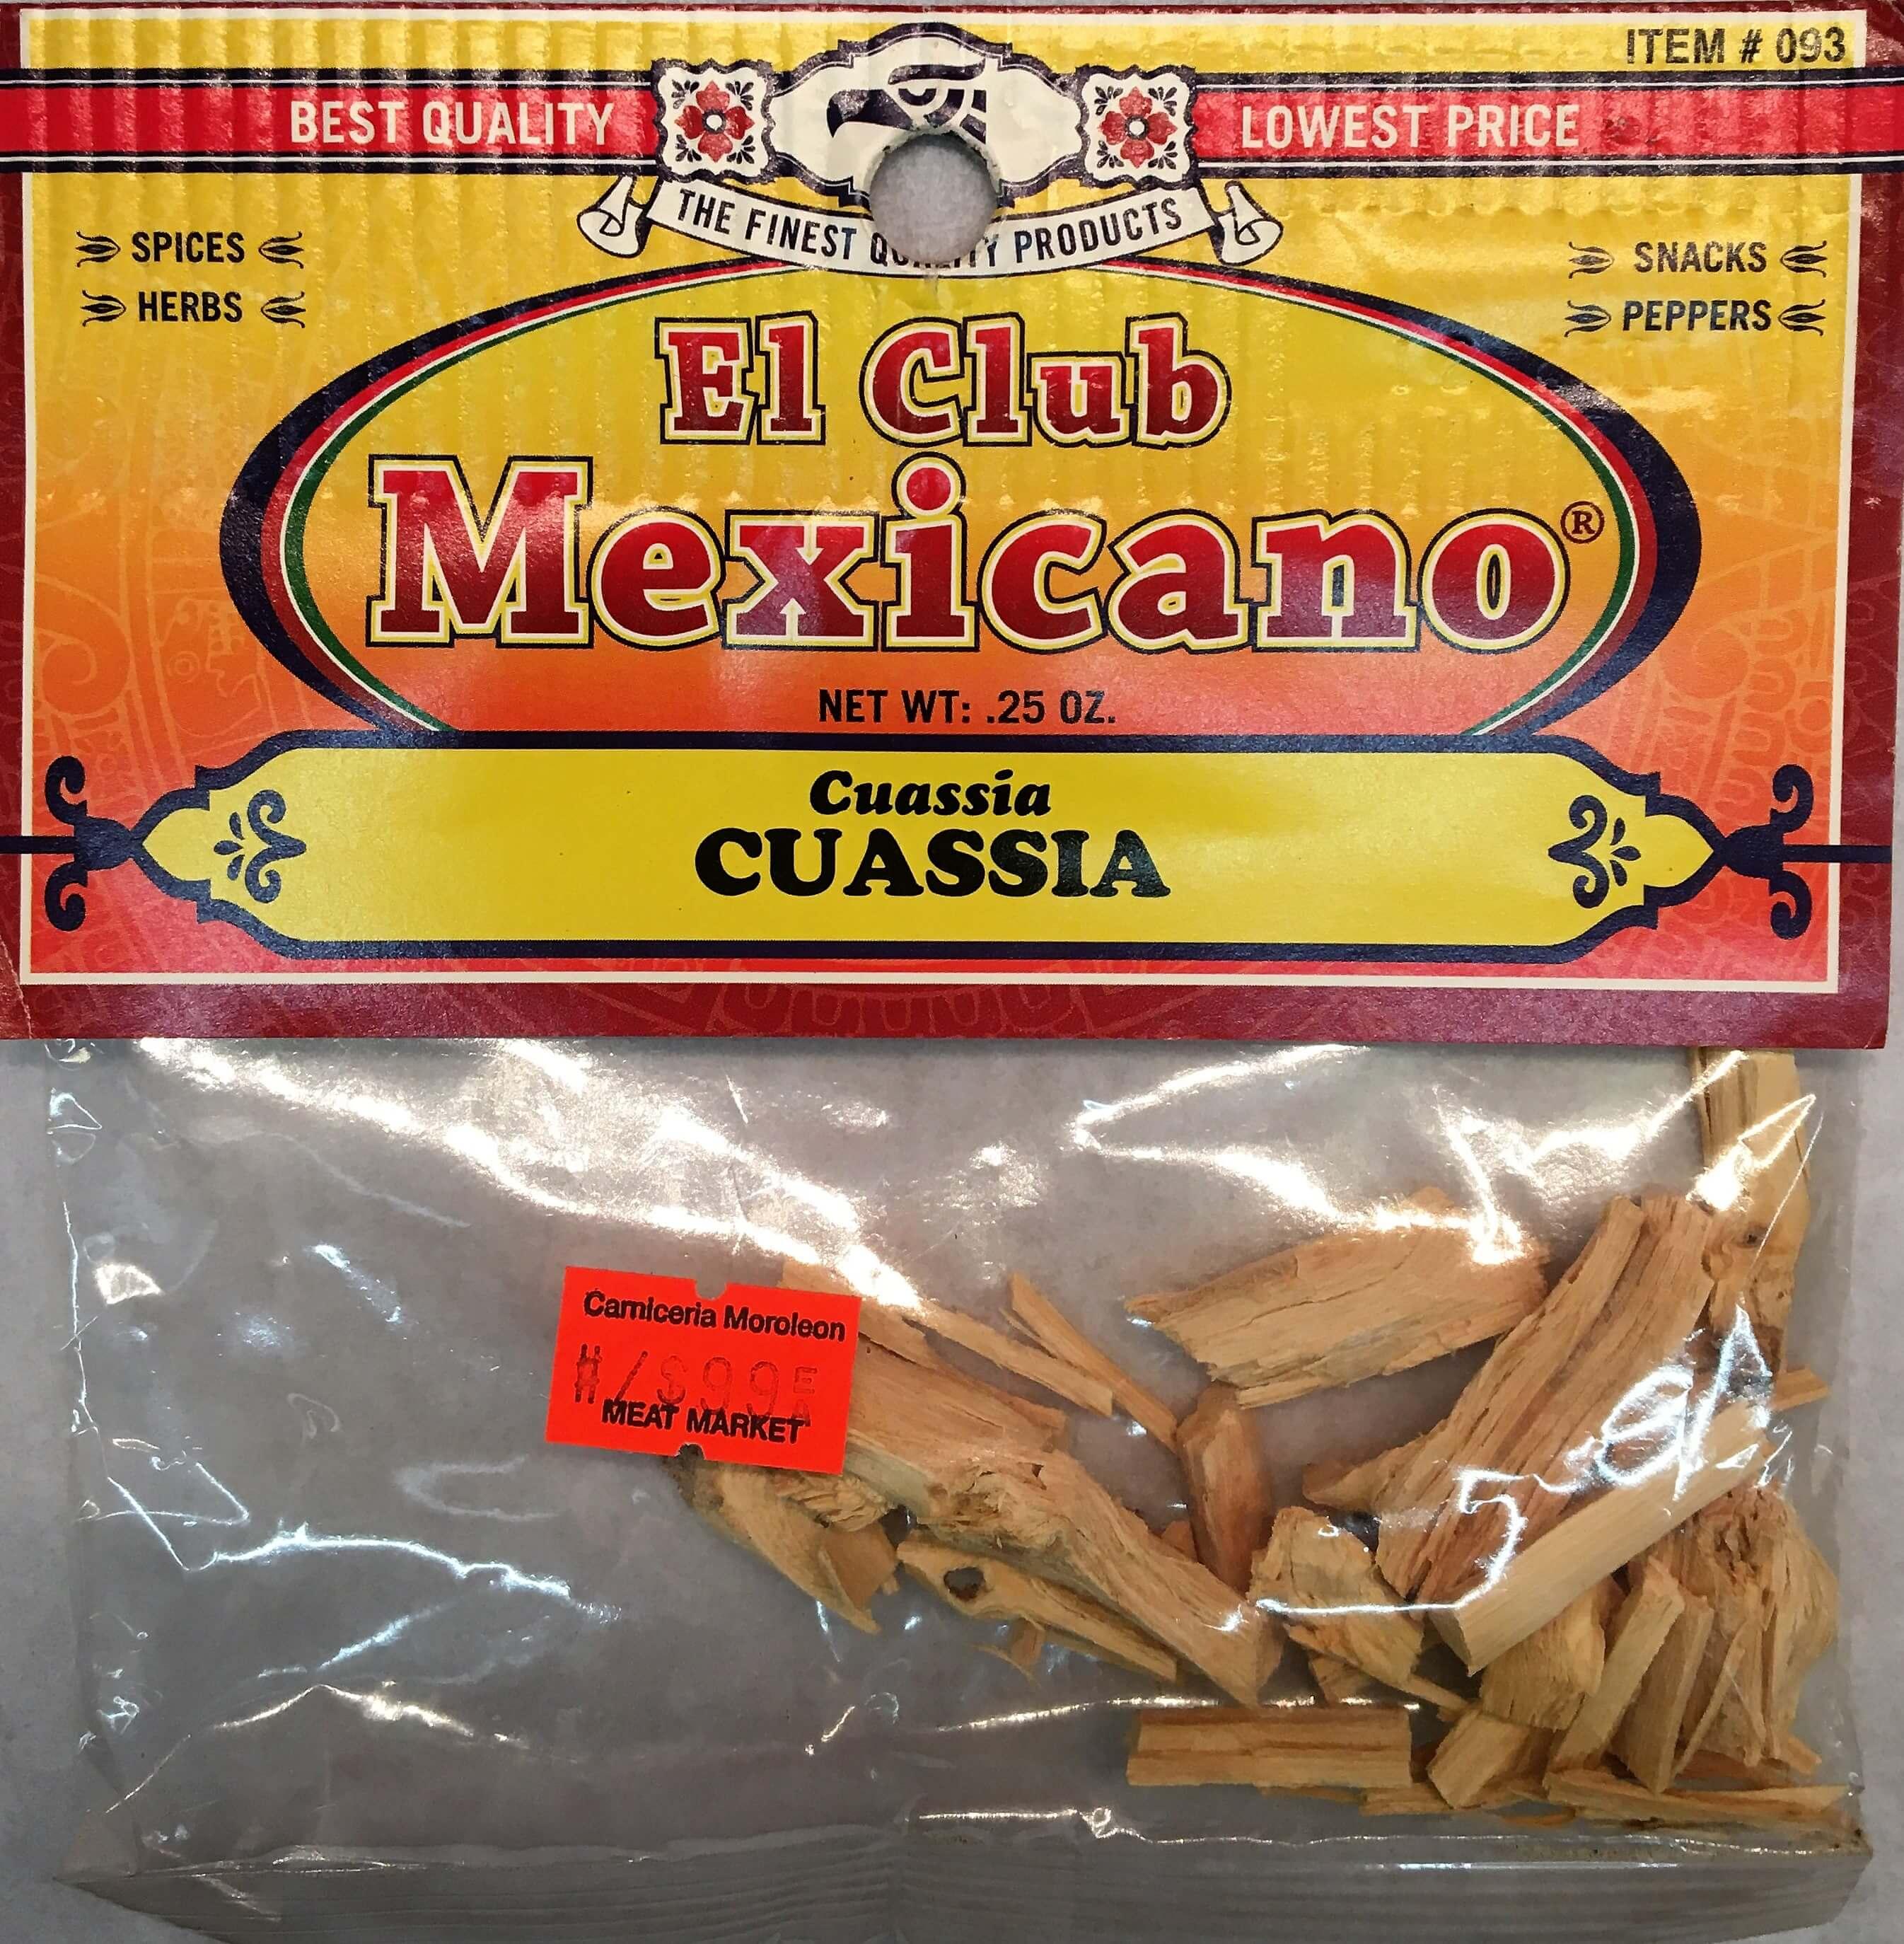 ITEM # 093
BEST QUALITY
LOWEST PRICE
THE FINEST QUALITY PRODUCTS
SPICES
HERBS
SNACKS
PEPPERS
El Club
Mexicano®
NET WT: .25 OZ.
Cuassia
CUASSIA
Carniceria Moroleon
MEAT MARKET